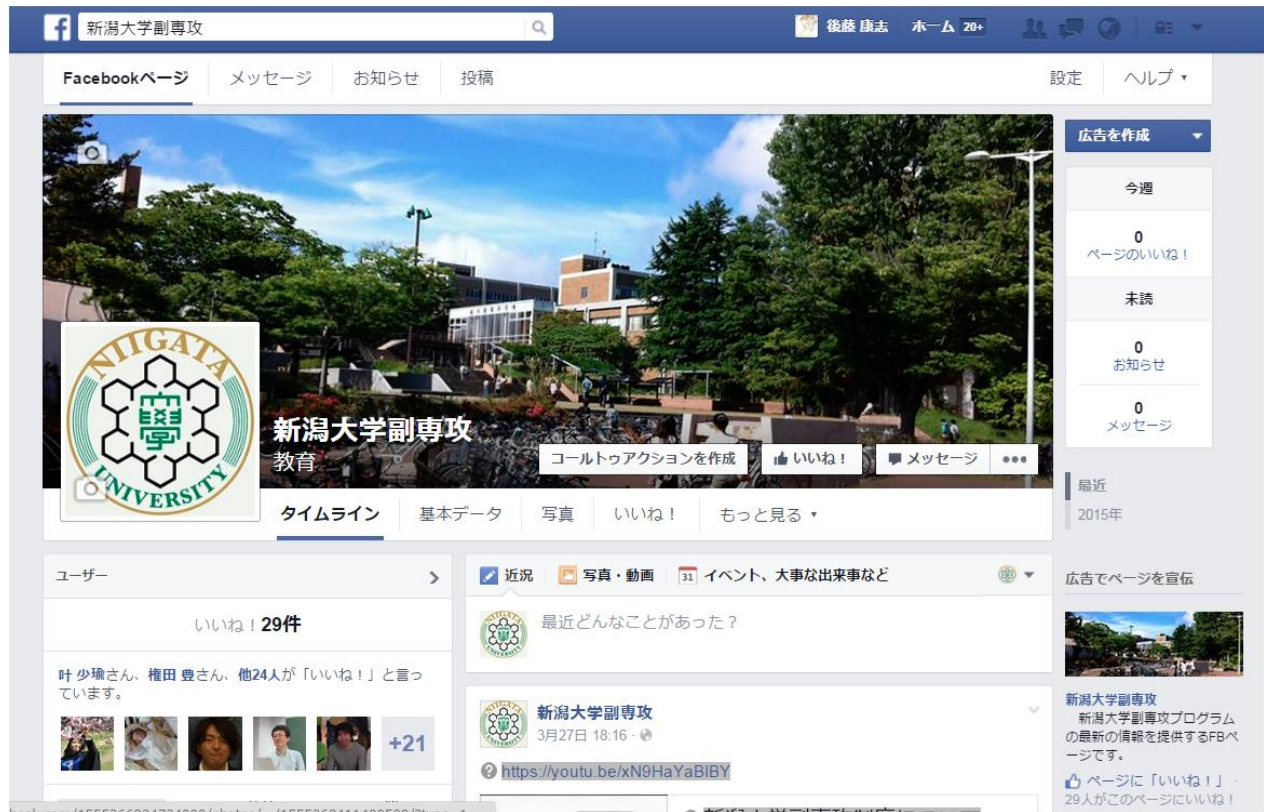 新潟大学副専攻
後藤 康志
ホーム 20+
Facebookページ
メッセージ
お知らせ
投稿
設定
ヘルプ
広告を作成
今週
0
ページのいいね！
未読
0
お知らせ
0
メッセージ
最近
2015年
NIIGATA
UNIVERSITY
新潟大学副専攻
教育
コールトゥアクションを作成
いいね！
メッセージ
タイムライン
基本データ
写真
いいね！
もっと見る
ユーザー
いいね！29件
叶 少瑜さん、権田 豊さん、他24人が「いいね！」と言っ
ています。
+21
近況
写真・動画
31 イベント、大事な出来事など
最近どんなことがあった？
新潟大学副専攻
3月27日 18:16
https://youtu.be/xN9HaYaBlBY
広告でページを宣伝
新潟大学副専攻
新潟大学副専攻プログラム
の最新の情報を提供するFBペ
ージです。
ページに「いいね！」
29人がこのページにいいね！